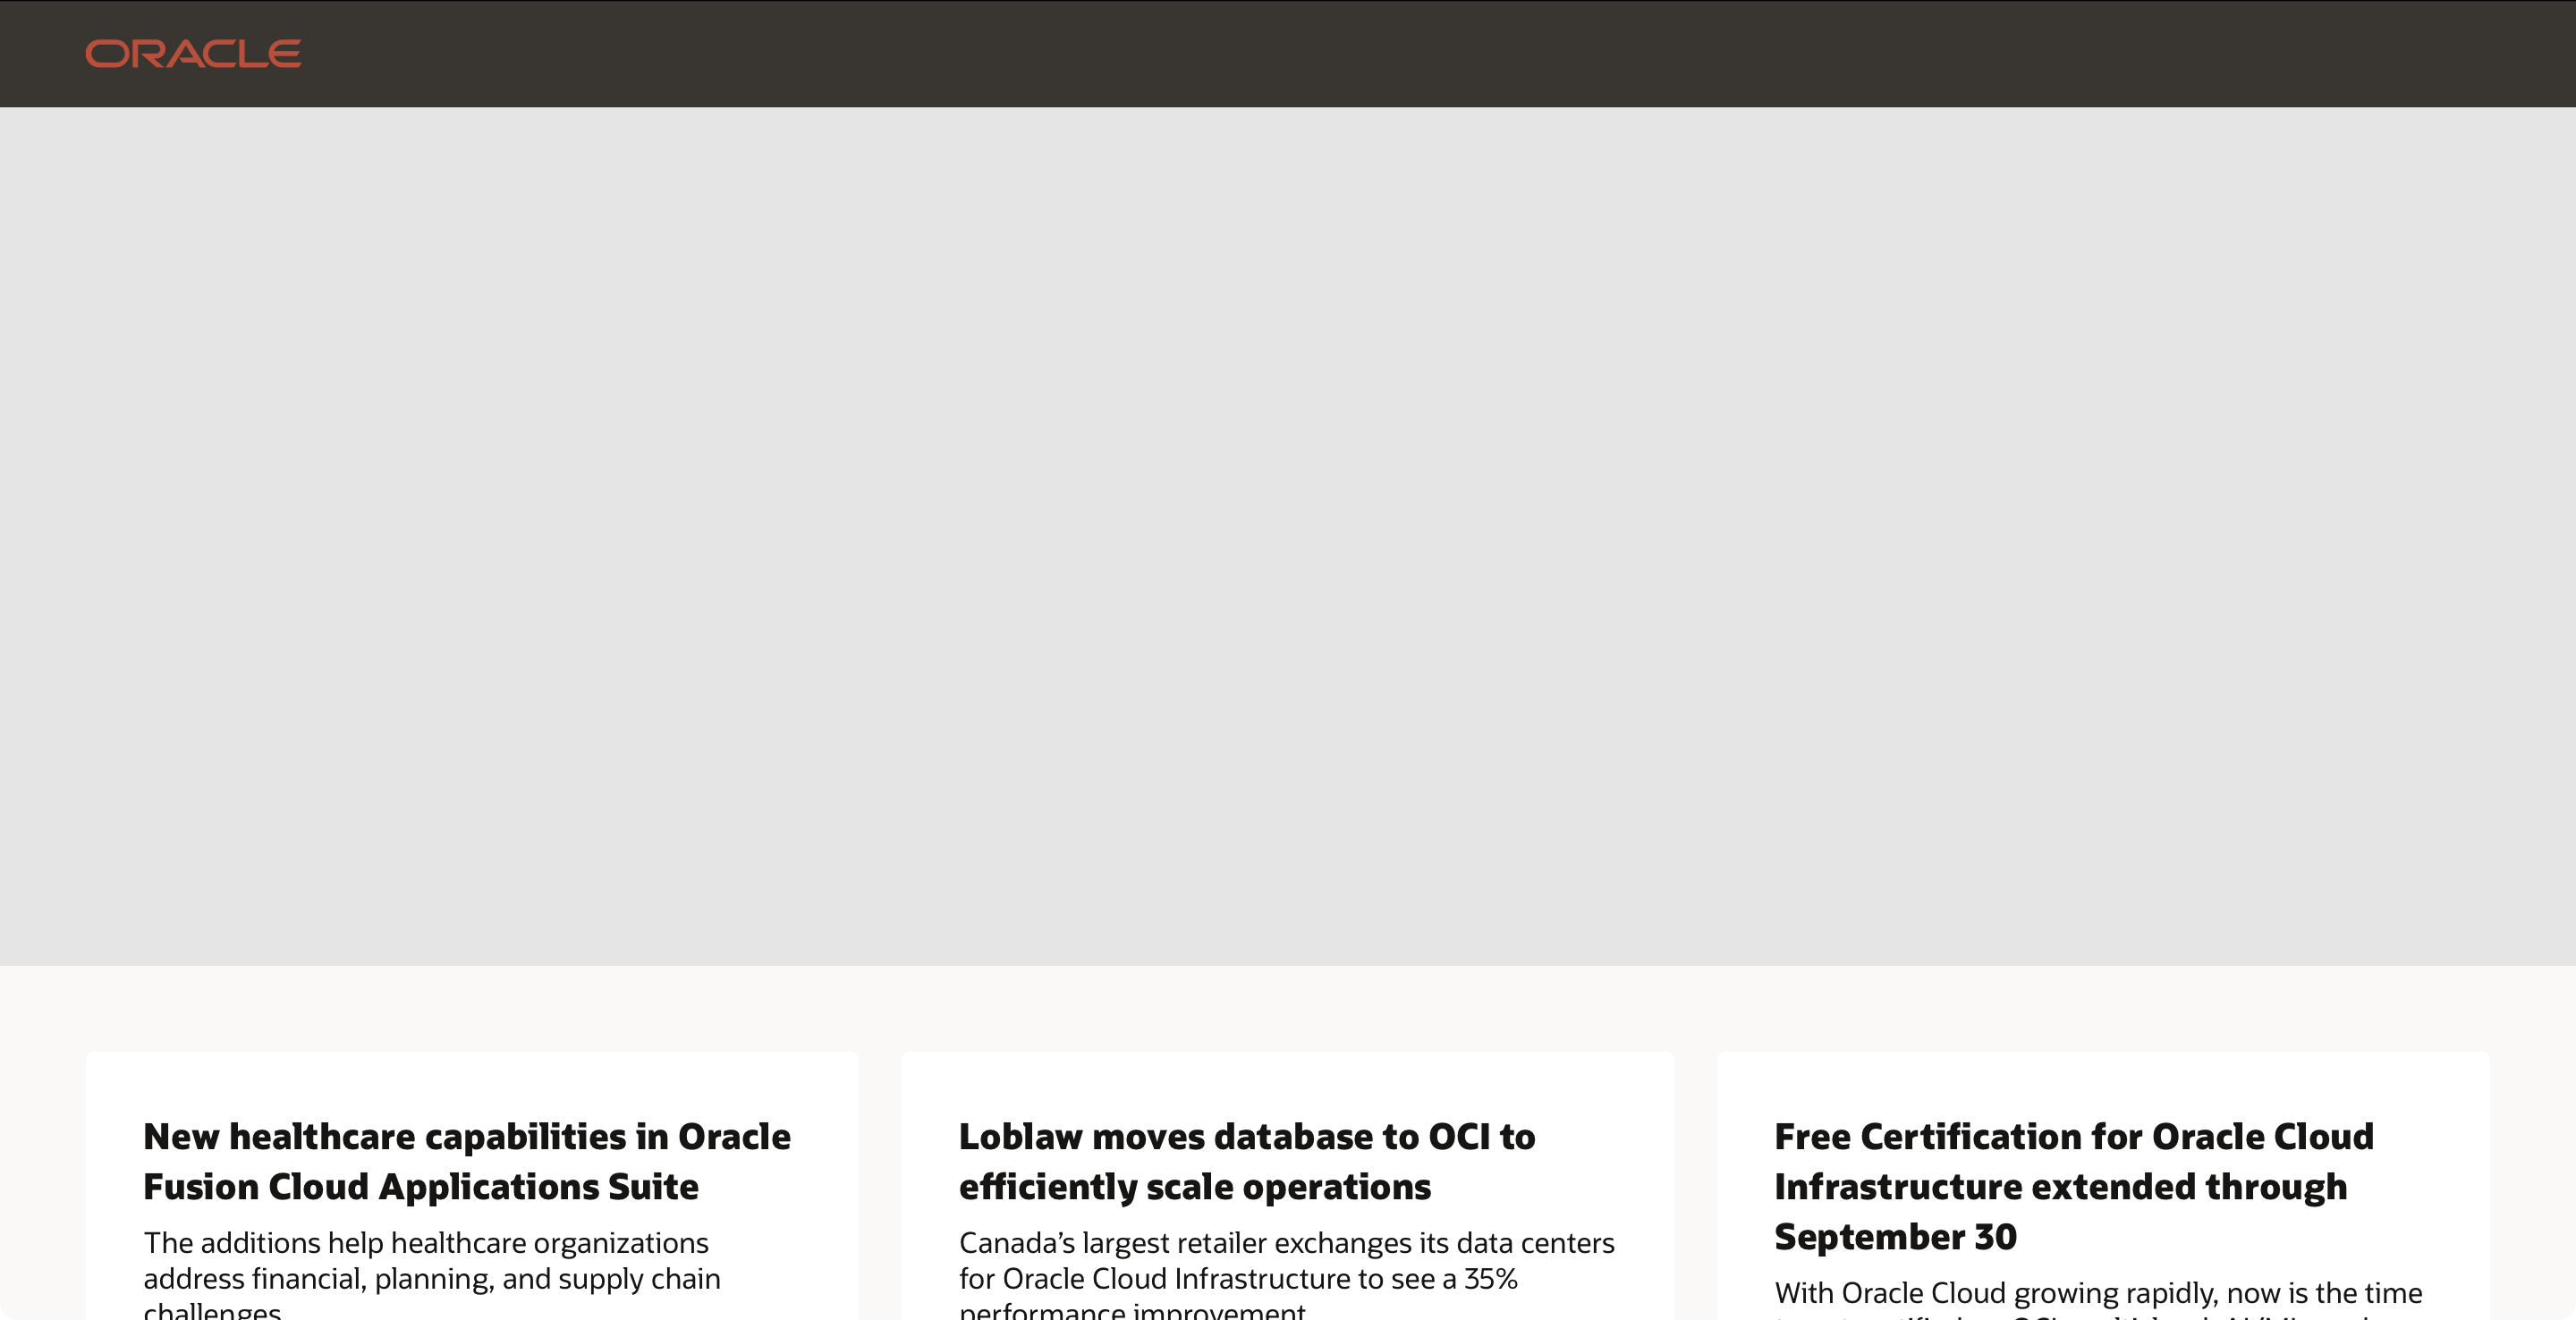 ORACLE
New healthcare capabilities in Oracle
Fusion Cloud Applications Suite
The additions help healthcare organizations
address financial, planning, and supply chain
challenges
Loblaw moves database to OCI to
efficiently scale operations
Canada’s largest retailer exchanges its data centers
for Oracle Cloud Infrastructure to see a 35%
performance improvement
Free Certification for Oracle Cloud
Infrastructure extended through
September 30
With Oracle Cloud growing rapidly, now is the time